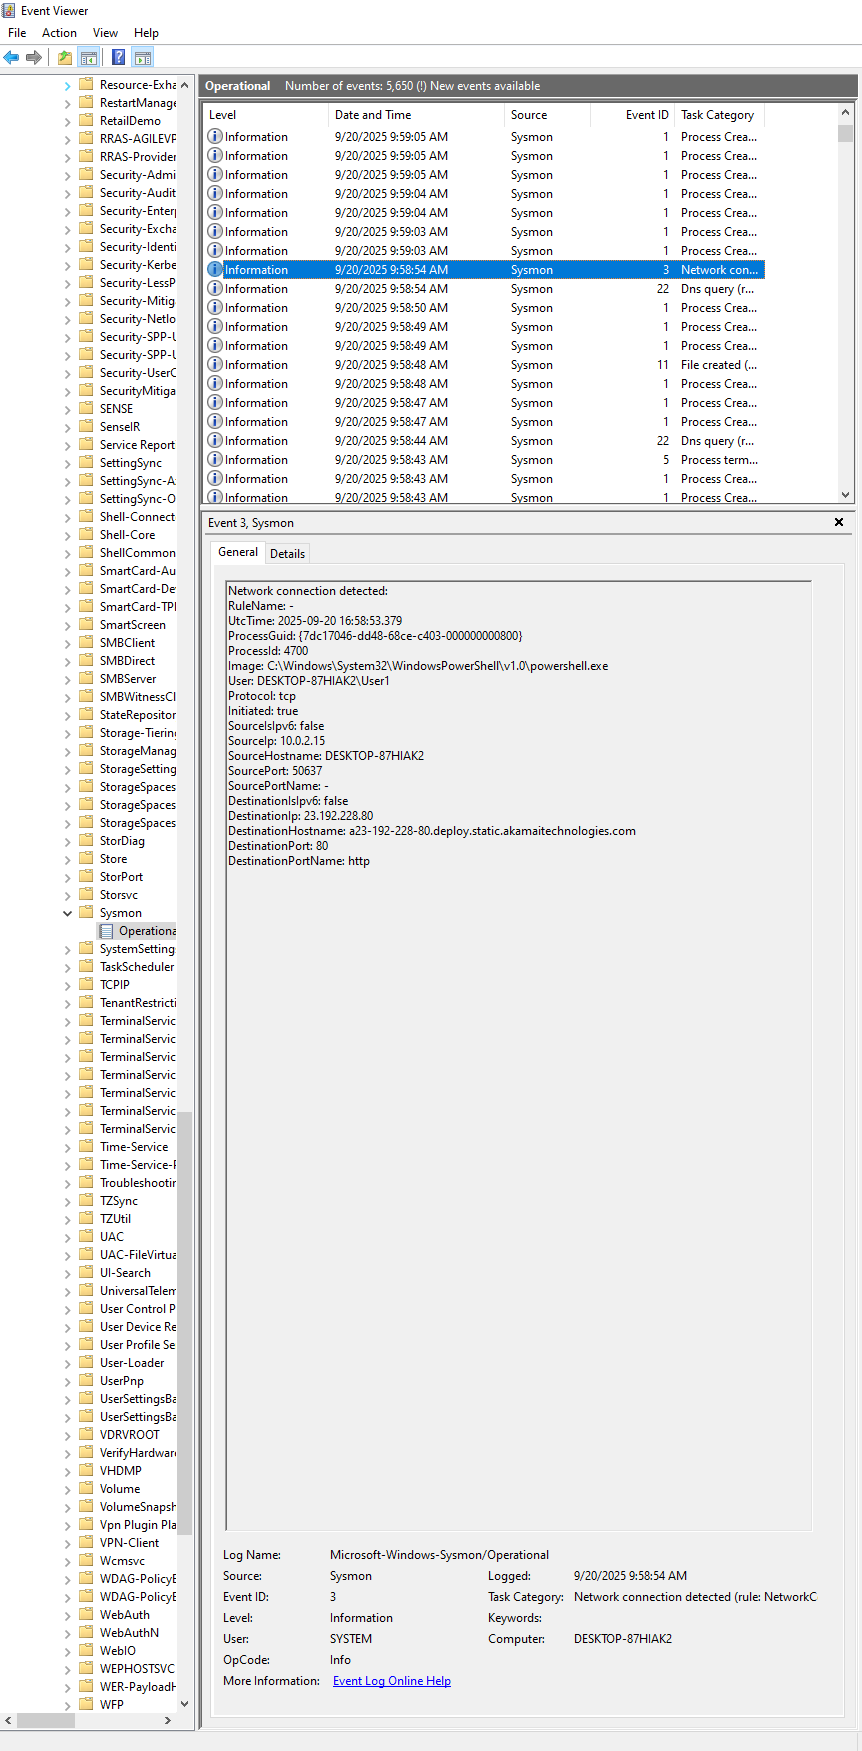 Event Viewer
File Action View Help
Resource-Exha
RestartManage
RetailDemo
RRAS-AGILEVP
RRAS-Provider
Security-Admi
Security-Audit
Security-Enterp
Security-Excha
Security-Identi
Security-Kerbe
Security-LessP
Security-Mitig
Security-Netlo
Security-SPP-U
Security-SPP-U
Security-UserC
SecurityMitiga
SENSE
SenseIR
Service Report
SettingSync
SettingSync-A
SettingSync-O
Shell-Connect
Shell-Core
ShellCommon
SmartCard-Au
SmartCard-De
SmartCard-TPI
SmartScreen
SMBClient
SMBDirect
SMBServer
SMBWitnessCl
StateRepositor
Storage-Tiering
StorageManag
StorageSetting
StorageSpaces
StorageSpaces
StorageSpaces
StorDiag
Store
StorPort
Storsvc
Sysmon
Operationa
SystemSetting
TaskScheduler
TCPIP
TenantRestricti
TerminalServic
TerminalServic
TerminalServic
TerminalServic
TerminalServic
TerminalServic
TerminalServic
Time-Service
Time-Service-P
Troubleshootin
TZSync
TZUtil
UAC
UAC-FileVirtua
UI-Search
UniversalTelem
User Control P
User Device Re
User Profile Se
User-Loader
UserPnp
UserSettingsBa
UserSettingsBa
VDRVROOT
VerifyHardware
VHDMP
Volume
VolumeSnapsh
Vpn Plugin Pla
VPN-Client
Wcmsvc
WDAG-PolicyE
WDAG-PolicyE
WebAuth
WebAuthN
WebIO
WEPHOSTSVC
WER-PayloadH
WFP
Operational Number of events: 5,650 (!) New events available
Level Date and Time Source Event ID Task Category
Information 9/20/2025 9:59:05 AM Sysmon 1 Process Crea...
Information 9/20/2025 9:59:05 AM Sysmon 1 Process Crea...
Information 9/20/2025 9:59:05 AM Sysmon 1 Process Crea...
Information 9/20/2025 9:59:04 AM Sysmon 1 Process Crea...
Information 9/20/2025 9:59:04 AM Sysmon 1 Process Crea...
Information 9/20/2025 9:59:03 AM Sysmon 1 Process Crea...
Information 9/20/2025 9:59:03 AM Sysmon 1 Process Crea...
Information 9/20/2025 9:58:54 AM Sysmon 3 Network con...
Information 9/20/2025 9:58:54 AM Sysmon 22 Dns query (r...
Information 9/20/2025 9:58:50 AM Sysmon 1 Process Crea...
Information 9/20/2025 9:58:49 AM Sysmon 1 Process Crea...
Information 9/20/2025 9:58:49 AM Sysmon 1 Process Crea...
Information 9/20/2025 9:58:48 AM Sysmon 11 File created (...
Information 9/20/2025 9:58:48 AM Sysmon 1 Process Crea...
Information 9/20/2025 9:58:47 AM Sysmon 1 Process Crea...
Information 9/20/2025 9:58:47 AM Sysmon 1 Process Crea...
Information 9/20/2025 9:58:44 AM Sysmon 22 Dns query (r...
Information 9/20/2025 9:58:43 AM Sysmon 5 Process term...
Information 9/20/2025 9:58:43 AM Sysmon 1 Process Crea...
Information 9/20/2025 9:58:43 AM Sysmon 1 Process Crea...
Event 3, Sysmon
General Details
Network connection detected:
RuleName: -
UtcTime: 2025-09-20 16:58:53.379
ProcessGuid: {7dc17046-dd48-68ce-c403-000000000800}
ProcessId: 4700
Image: C:\Windows\System32\WindowsPowerShell\v1.0\powershell.exe
User: DESKTOP-87HIAK2\User1
Protocol: tcp
Initiated: true
SourceIsIpv6: false
SourceIp: 10.0.2.15
SourceHostname: DESKTOP-87HIAK2
SourcePort: 50637
SourcePortName: -
DestinationIsIpv6: false
DestinationIp: 23.192.228.80
DestinationHostname: a23-192-228-80.deploy.static.akamaitechnologies.com
DestinationPort: 80
DestinationPortName: http
Log Name: Microsoft-Windows-Sysmon/Operational
Source: Sysmon Logged: 9/20/2025 9:58:54 AM
Event ID: 3 Task Category: Network connection detected (rule: NetworkC
Level: Information Keywords:
User: SYSTEM Computer: DESKTOP-87HIAK2
OpCode: Info
More Information: Event Log Online Help